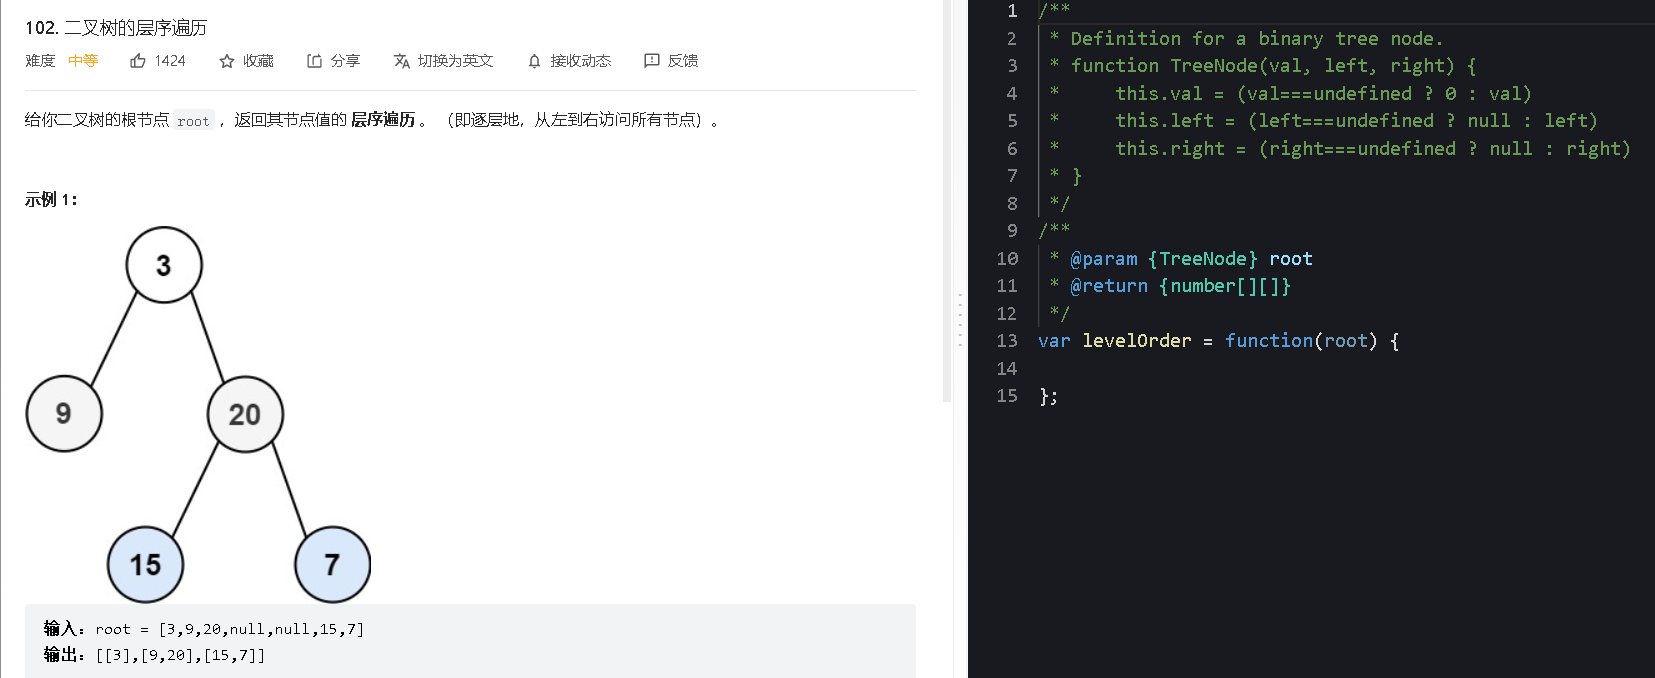 102. 二叉树的层序遍历
难度 中等 1424 收藏 分享 切换为英文 接收动态 反馈
给你二叉树的根节点 root ，返回其节点值的 层序遍历 。 （即逐层地，从左到右访问所有节点）。
示例 1：
3
9
20
15
7
输入：root = [3,9,20,null,null,15,7]
输出：[[3],[9,20],[15,7]]
1 /**
2 * Definition for a binary tree node.
3 * function TreeNode(val, left, right) {
4 *     this.val = (val===undefined ? 0 : val)
5 *     this.left = (left===undefined ? null : left)
6 *     this.right = (right===undefined ? null : right)
7 * }
8 */
9 /**
10 * @param {TreeNode} root
11 * @return {number[][]}
12 */
13 var levelOrder = function(root) {
14
15 };